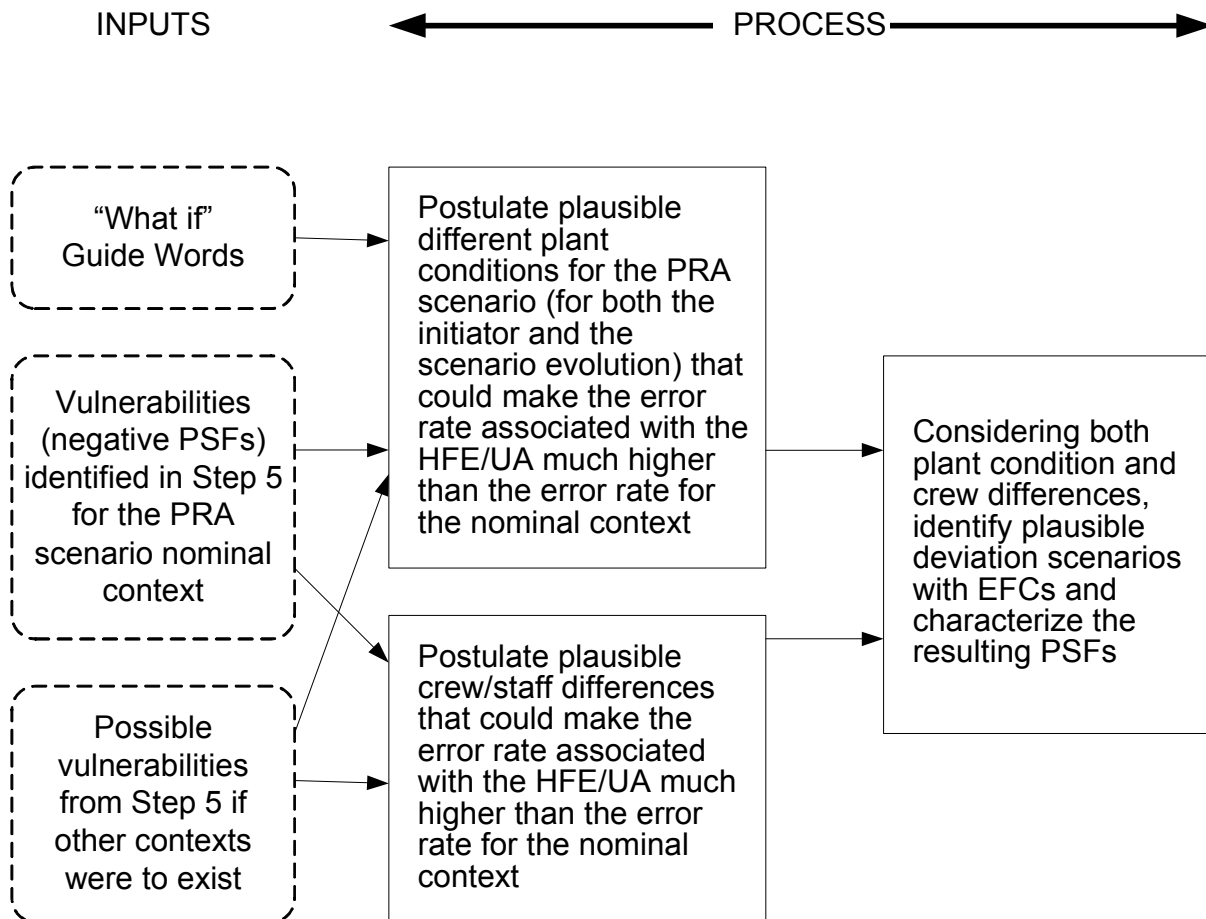 INPUTS
PROCESS
“What if”
Guide Words
Vulnerabilities
(negative PSFs)
identified in Step 5
for the PRA
scenario nominal
context
Possible
vulnerabilities
from Step 5 if
other contexts
were to exist
Postulate plausible
different plant
conditions for the PRA
scenario (for both the
initiator and the
scenario evolution) that
could make the error
rate associated with the
HFE/UA much higher
than the error rate for
the nominal context
Postulate plausible
crew/staff differences
that could make the
error rate associated
with the HFE/UA much
higher than the error
rate for the nominal
context
Considering both
plant condition and
crew differences,
identify plausible
deviation scenarios
with EFCs and
characterize the
resulting PSFs